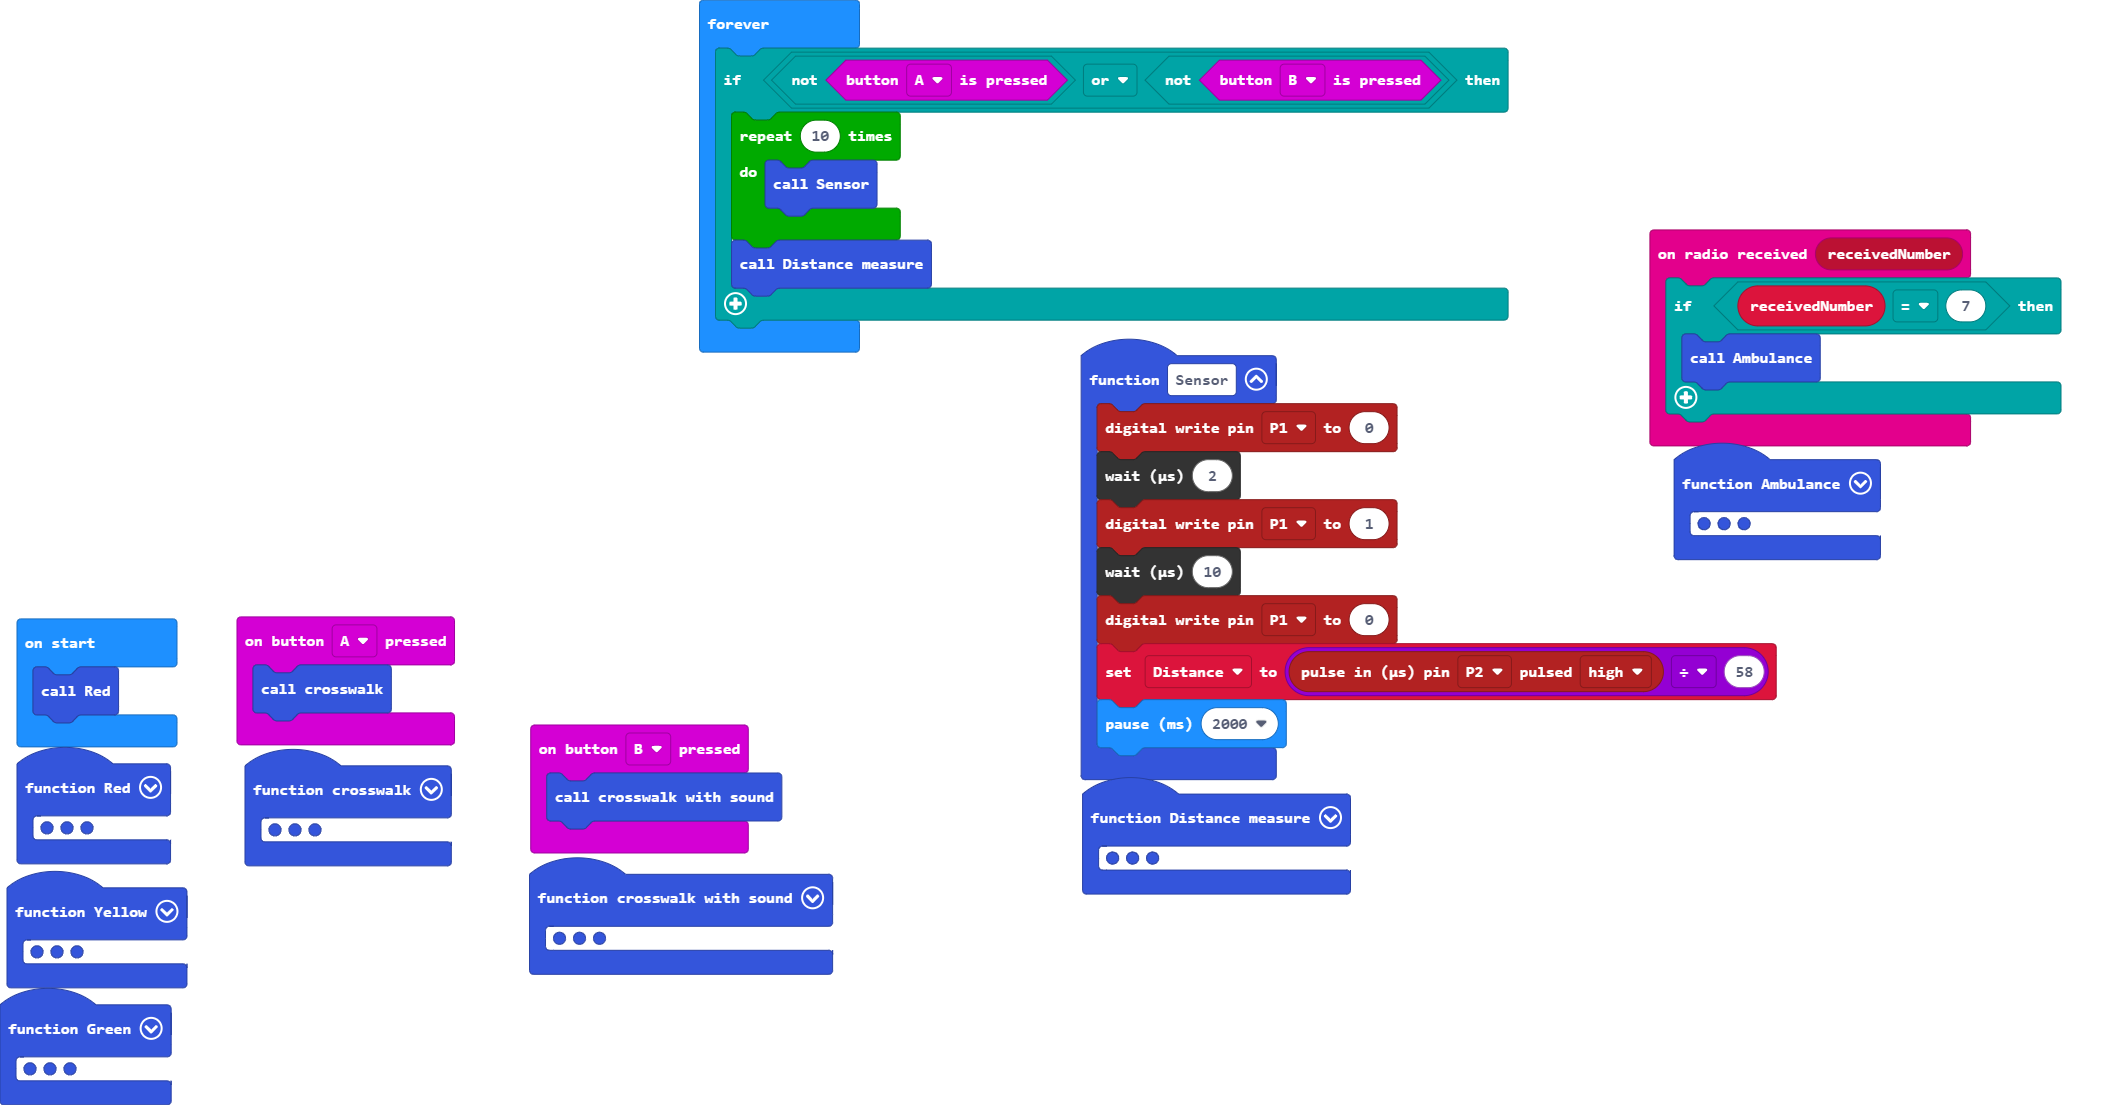 forever
if not button A is pressed or not button B is pressed then
repeat 10 times
do call Sensor
call Distance measure
on radio received receivedNumber
if receivedNumber = 7 then
call Ambulance
function Ambulance
function Sensor
digital write pin P1 to 0
wait (µs) 2
digital write pin P1 to 1
wait (µs) 10
digital write pin P1 to 0
set Distance to pulse in (µs) pin P2 pulsed high ÷ 58
pause (ms) 2000
function Distance measure
on start
call Red
function Red
function Yellow
function Green
on button A pressed
call crosswalk
function crosswalk
on button B pressed
call crosswalk with sound
function crosswalk with sound